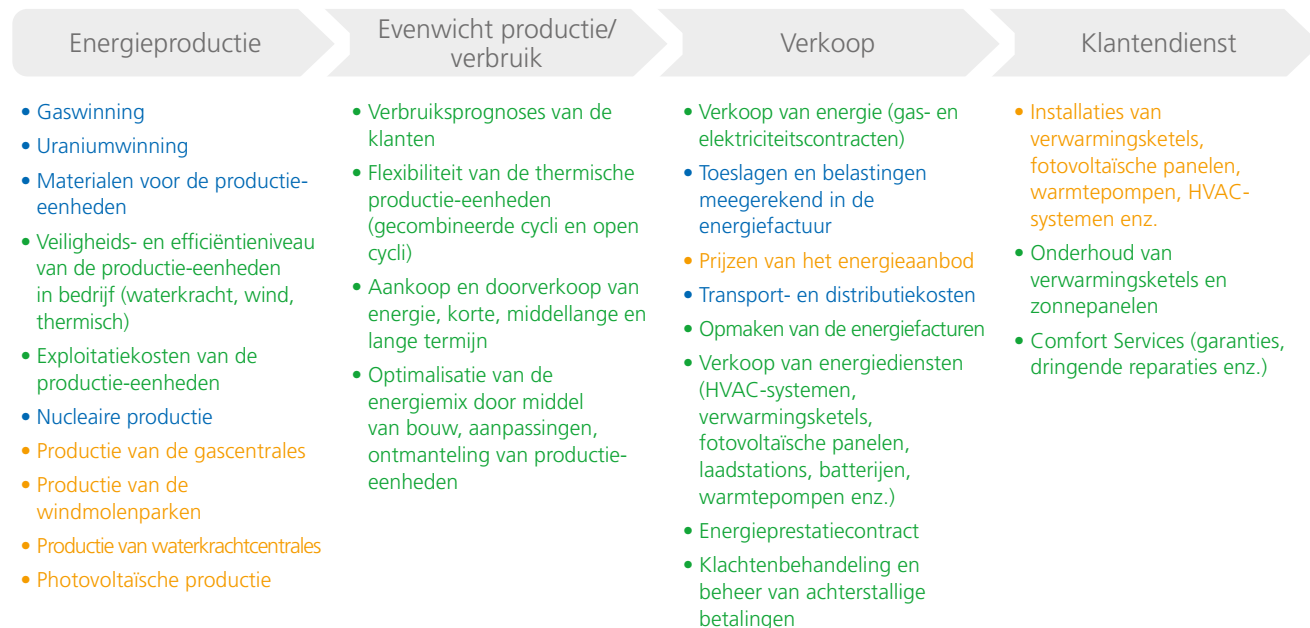 Energieproductie
Evenwicht productie/
verbruik
Verkoop
Klantendienst
• Gaswinning
• Uraniumwinning
• Materialen voor de productie-
eenheden
• Veiligheids- en efficiëntieniveau
van de productie-eenheden
in bedrijf (waterkracht, wind,
thermisch)
• Exploitatiekosten van de
productie-eenheden
• Nucleaire productie
• Productie van de gascentrales
• Productie van de
windmolenparken
• Productie van waterkrachtcentrales
• Photovoltaïsche productie
• Verbruiksprognoses van de
klanten
• Flexibiliteit van de thermische
productie-eenheden
(gecombineerde cycli en open
cycli)
• Aankoop en doorverkoop van
energie, korte, middellange en
lange termijn
• Optimalisatie van de
energiemix door middel
van bouw, aanpassingen,
ontmanteling van productie-
eenheden
• Verkoop van energie (gas- en
elektriciteitscontracten)
• Toeslagen en belastingen
meegerekend in de
energiefactuur
• Prijzen van het energieaanbod
• Transport- en distributiekosten
• Opmaken van de energiefacturen
• Verkoop van energiediensten
(HVAC-systemen,
verwarmingsketels,
fotovoltaïsche panelen,
laadstations, batterijen,
warmtepompen enz.)
• Energieprestatiecontract
• Klachtenbehandeling en
beheer van achterstallige
betalingen
• Installaties van
verwarmingsketels,
fotovoltaïsche panelen,
warmtepompen, HVAC-
systemen enz.
• Onderhoud van
verwarmingsketels en
zonnepanelen
• Comfort Services (garanties,
dringende reparaties enz.)